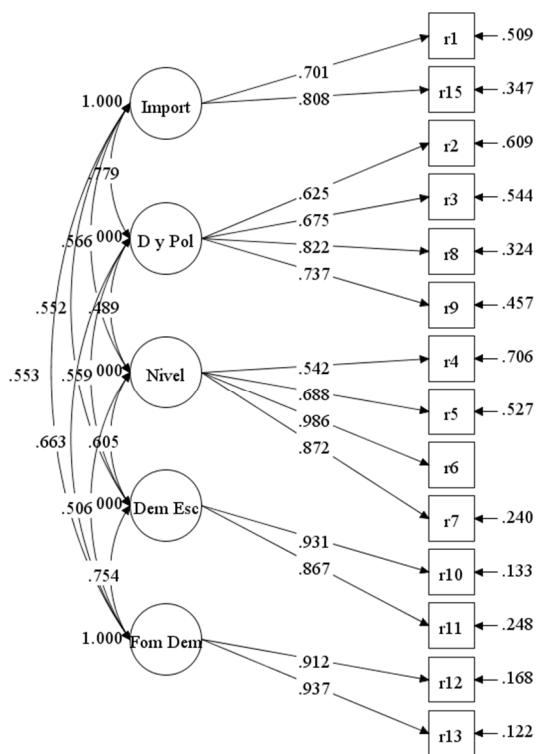 r1
.509
.701
1.000
Import
.808
r15
.347
r2
.609
.779
.625
r3
.544
.675
.566
000
D y Pol
.822
r8
.324
.737
r9
.457
.552
.489
.542
r4
.706
.553
.559
000
Nivel
.688
r5
.527
.986
.872
r6
.663
.605
.506
000
Dem Esc
r7
.240
.931
.867
r10
.133
.754
r11
.248
1.000
Fom Dem
.912
.937
r12
.168
r13
.122